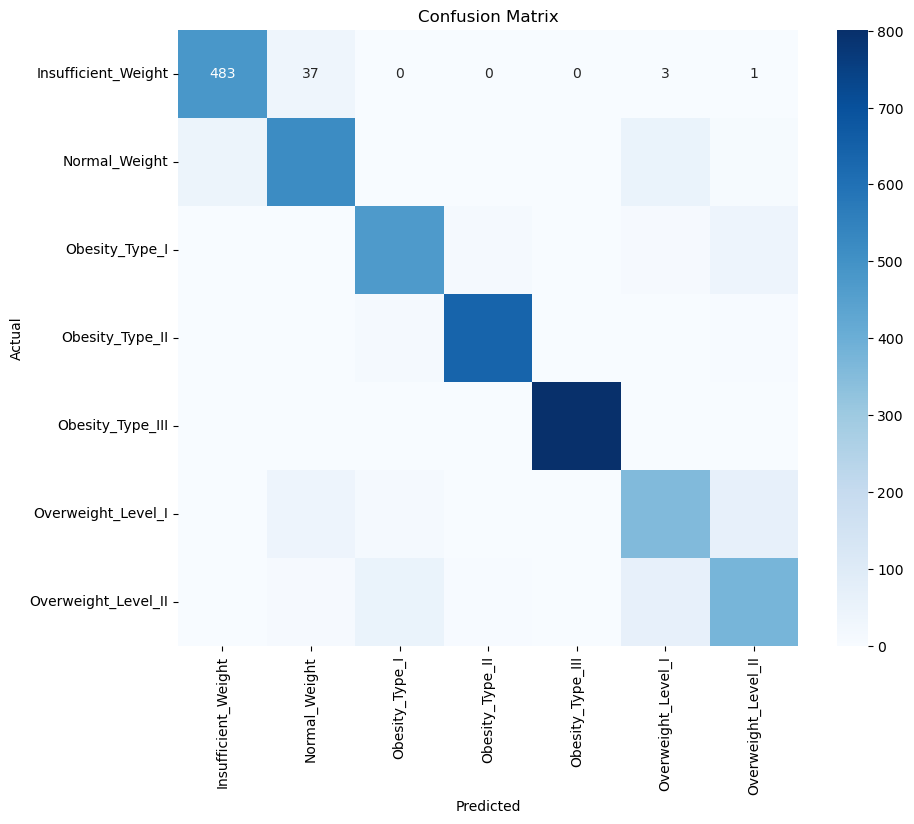 Confusion Matrix
Insufficient_Weight 483 37 0 0 0 3 1
Normal_Weight
Obesity_Type_I
Obesity_Type_II
Obesity_Type_III
Overweight_Level_I
Overweight_Level_II
Actual
Insufficient_Weight
Normal_Weight
Obesity_Type_I
Obesity_Type_II
Obesity_Type_III
Overweight_Level_I
Overweight_Level_II
Predicted
800
700
600
500
400
300
200
100
0